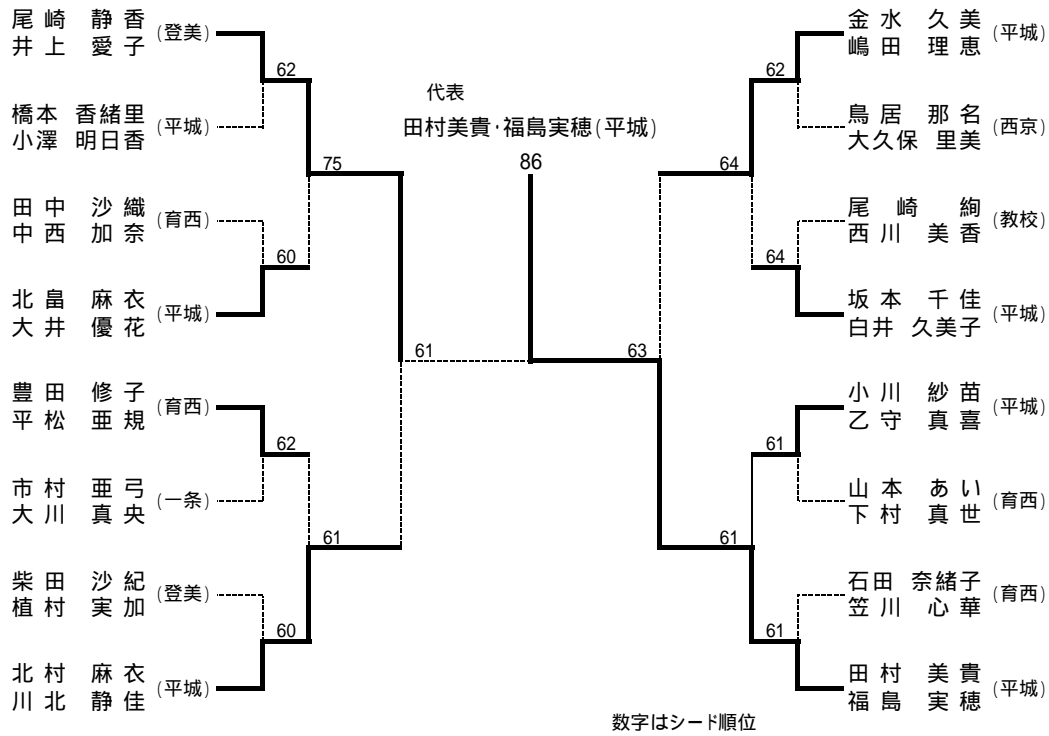 尾崎 静香
井上 愛子
(登美)
62
橋本 香緒里
小澤 明日香
(平城)
75
田中 沙織
中西 加奈
(育西)
60
北畠 麻衣
大井 優花
(平城)
61
豊田 修子
平松 亜規
(育西)
62
市村 亜弓
大川 真央
(一条)
61
柴田 沙紀
植村 実加
(登美)
60
北村 麻衣
川北 静佳
(平城)
代表
田村美貴・福島実穂(平城)
86
金水 久美
嶋田 理恵
(平城)
62
鳥居 那名
大久保 里美
(西京)
64
尾崎 絢
西川 美香
(教校)
64
坂本 千佳
白井 久美子
(平城)
63
小川 紗苗
乙守 真喜
(平城)
61
山本 あい
下村 真世
(育西)
61
石田 奈緒子
笠川 心華
(育西)
61
田村 美貴
福島 実穂
(平城)
数字はシード順位